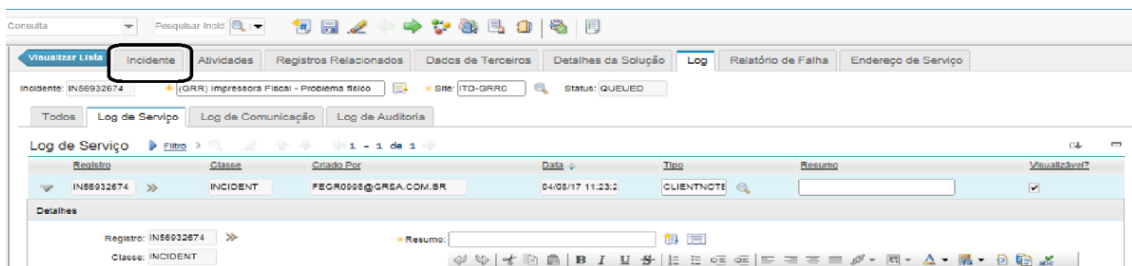 Consulta Pesquisar Incid
Visualizar Lista Incidente Atividades Registros Relacionados Dados de Terceiros Detalhes da Solução Log Relatório de Falha Endereço de Serviço
Incidente: IN56932674 (GRR) Impressora Fiscal - Problema físico Site: ITO-GRRC Status: QUEUED
Todos Log de Serviço Log de Comunicação Log de Auditoria
Log de Serviço Filtro 1 - 1 de 1
Registro Classe Criado Por Data Tipo Resumo Visualizável?
IN56932674 INCIDENT FEGR0998@GRSA.COM.BR 04/08/17 11:23:2 CLIENTNOTE
Detalhes
Registro: IN56932674 Resumo:
Classe: INCIDENT B I U S